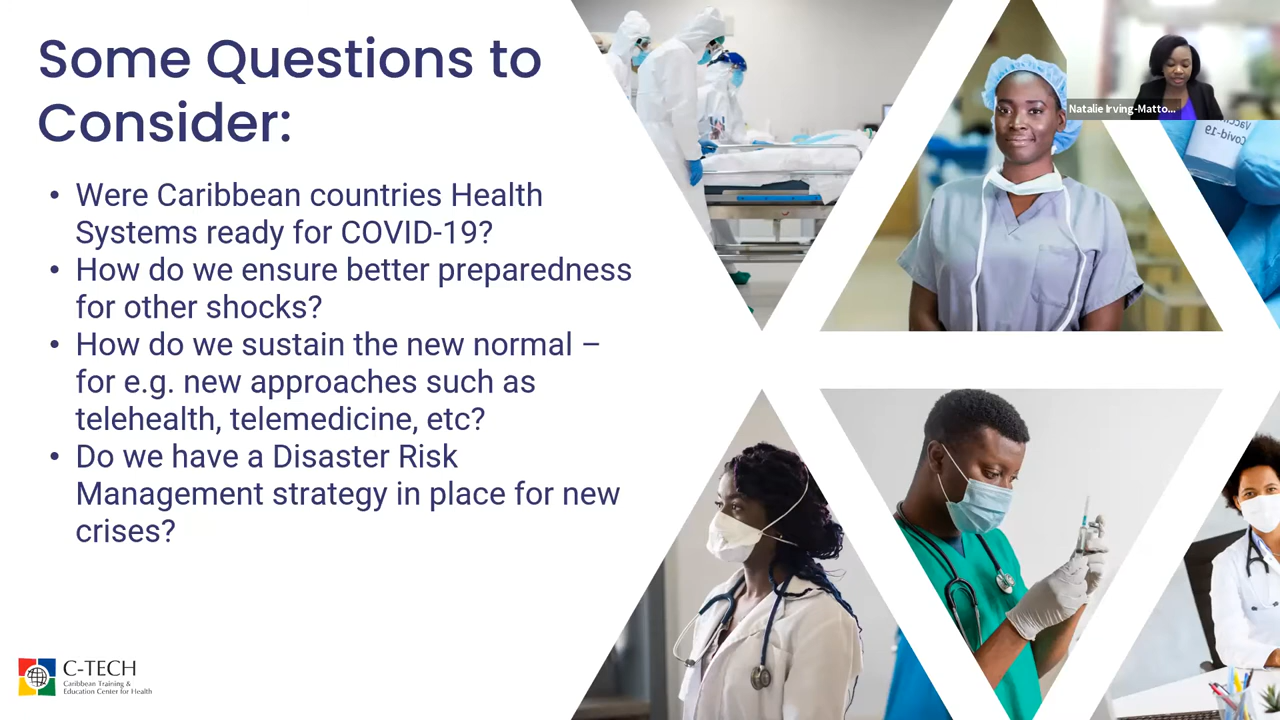 Some Questions to
Consider:
• Were Caribbean countries Health
Systems ready for COVID-19?
• How do we ensure better preparedness
for other shocks?
• How do we sustain the new normal –
for e.g. new approaches such as
telehealth, telemedicine, etc?
• Do we have a Disaster Risk
Management strategy in place for new
crises?
Natalie Irving-Matto...
Vaccine
Covid-19
C-TECH
Caribbean Training &
Education Center for Health